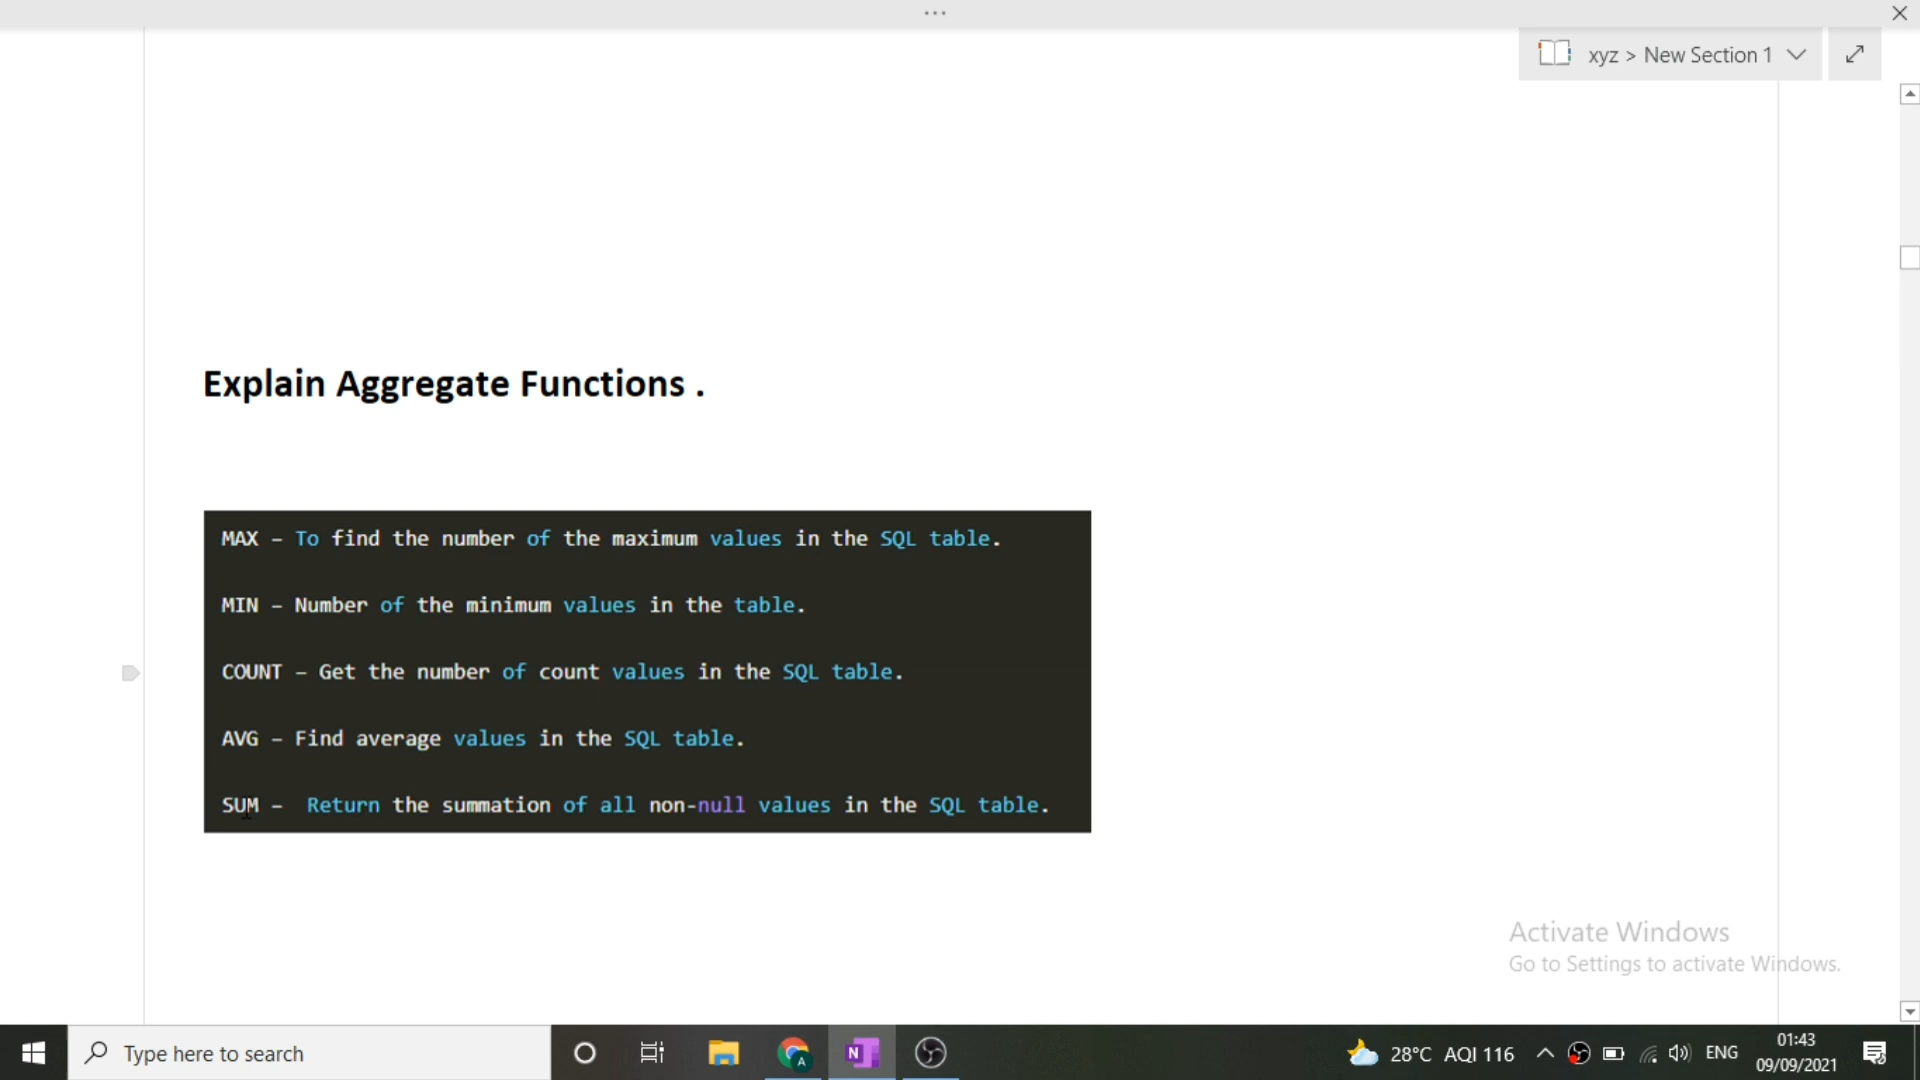 ...
xyz > New Section 1
Explain Aggregate Functions .
MAX – To find the number of the maximum values in the SQL table.
MIN – Number of the minimum values in the table.
COUNT – Get the number of count values in the SQL table.
AVG – Find average values in the SQL table.
SUM –  Return the summation of all non-null values in the SQL table.
Activate Windows
Go to Settings to activate Windows.
Type here to search
A
N
28°C AQI 116
ENG
01:43
09/09/2021